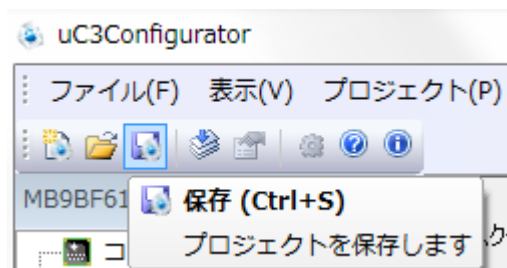 uC3Configurator
ファイル(F) 表示(V) プロジェクト(P)
MB9BF61
保存 (Ctrl+S)
プロジェクトを保存します
コ